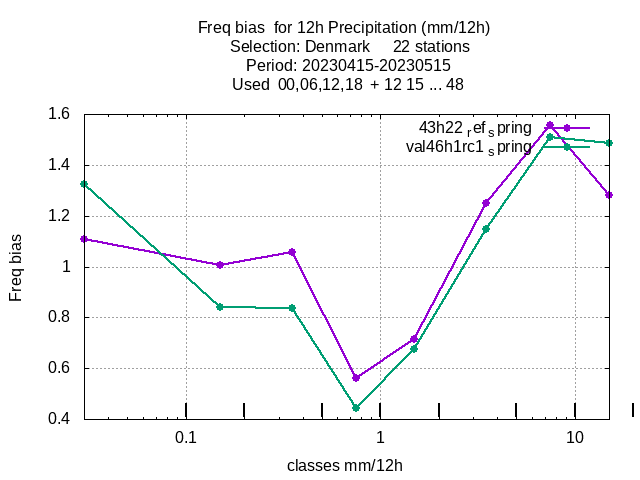 Freq bias  for 12h Precipitation (mm/12h)
Selection: Denmark     22 stations
Period: 20230415-20230515
Used  00,06,12,18  + 12 15 ... 48
1.6
43h22 ref spring
val46h1rc1 spring
1.4
1.2
1
0.8
0.6
0.4
Freq bias
0.1
1
10
classes mm/12h